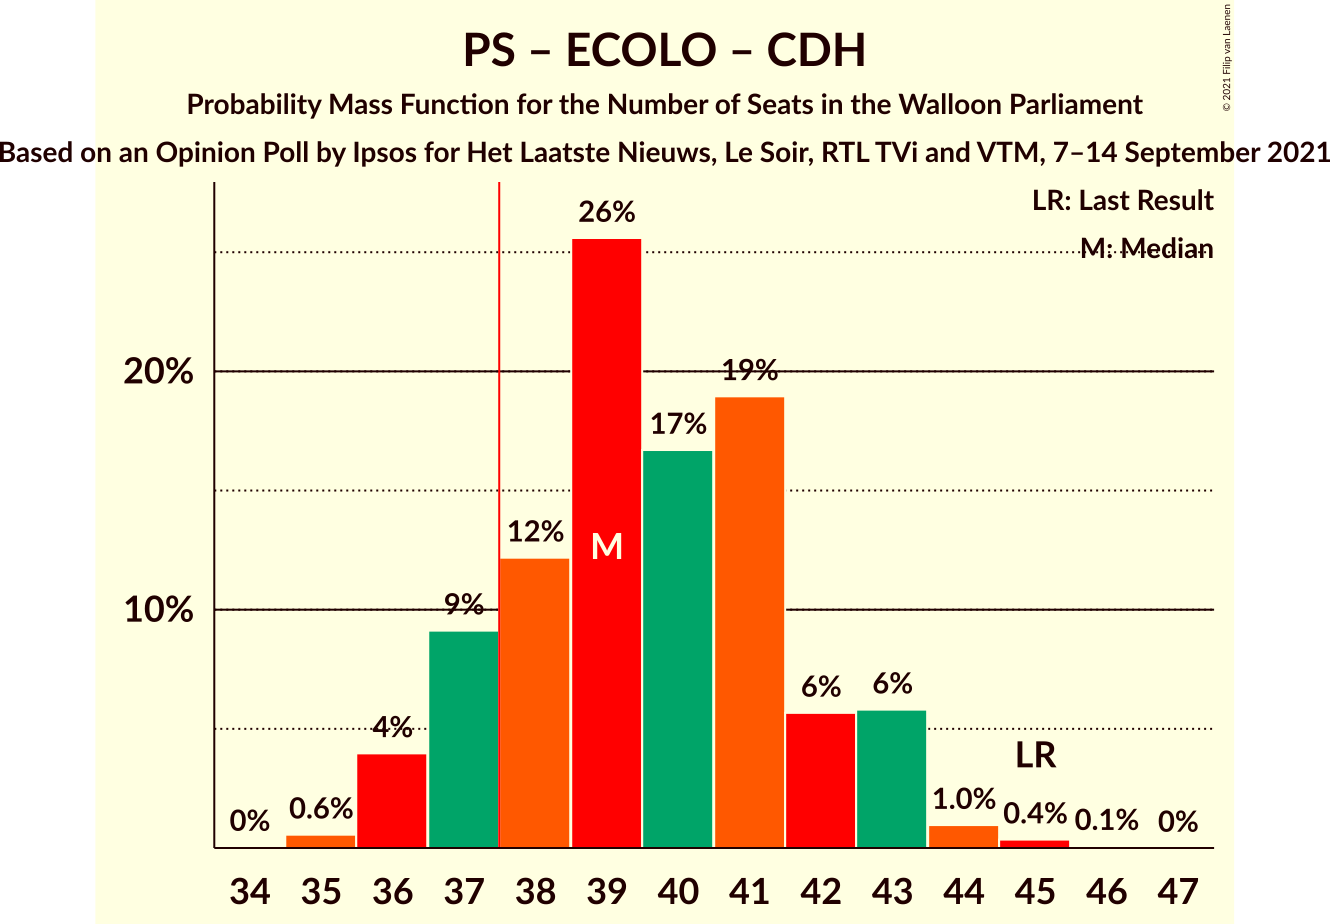 PS – ECOLO – CDH
Probability Mass Function for the Number of Seats in the Walloon Parliament
Based on an Opinion Poll by Ipsos for Het Laatste Nieuws, Le Soir, RTL TVi and VTM, 7–14 September 2021
© 2021 Filip van Laenen
LR: Last Result
M: Median
26%
20%
19%
17%
12%
M
10%
9%
6%
6%
4%
LR
0%
0.6%
1.0%
0.4%
0.1%
0%
34 35 36 37 38 39 40 41 42 43 44 45 46 47